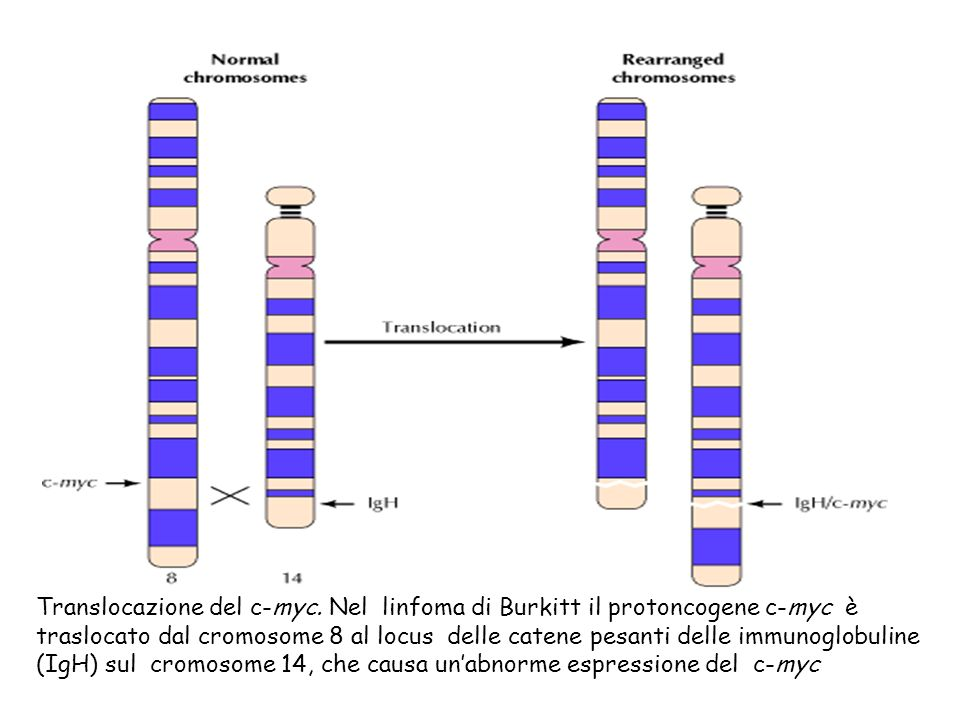 Normal
chromosomes
Rearranged
chromosomes
Translocation
c-myc
IgH
IgH/c-myc
8
14
Translocazione del c-myc. Nel linfoma di Burkitt il protoncogene c-myc è
traslocato dal cromosome 8 al locus delle catene pesanti delle immunoglobuline
(IgH) sul cromosome 14, che causa un’abnorme espressione del c-myc